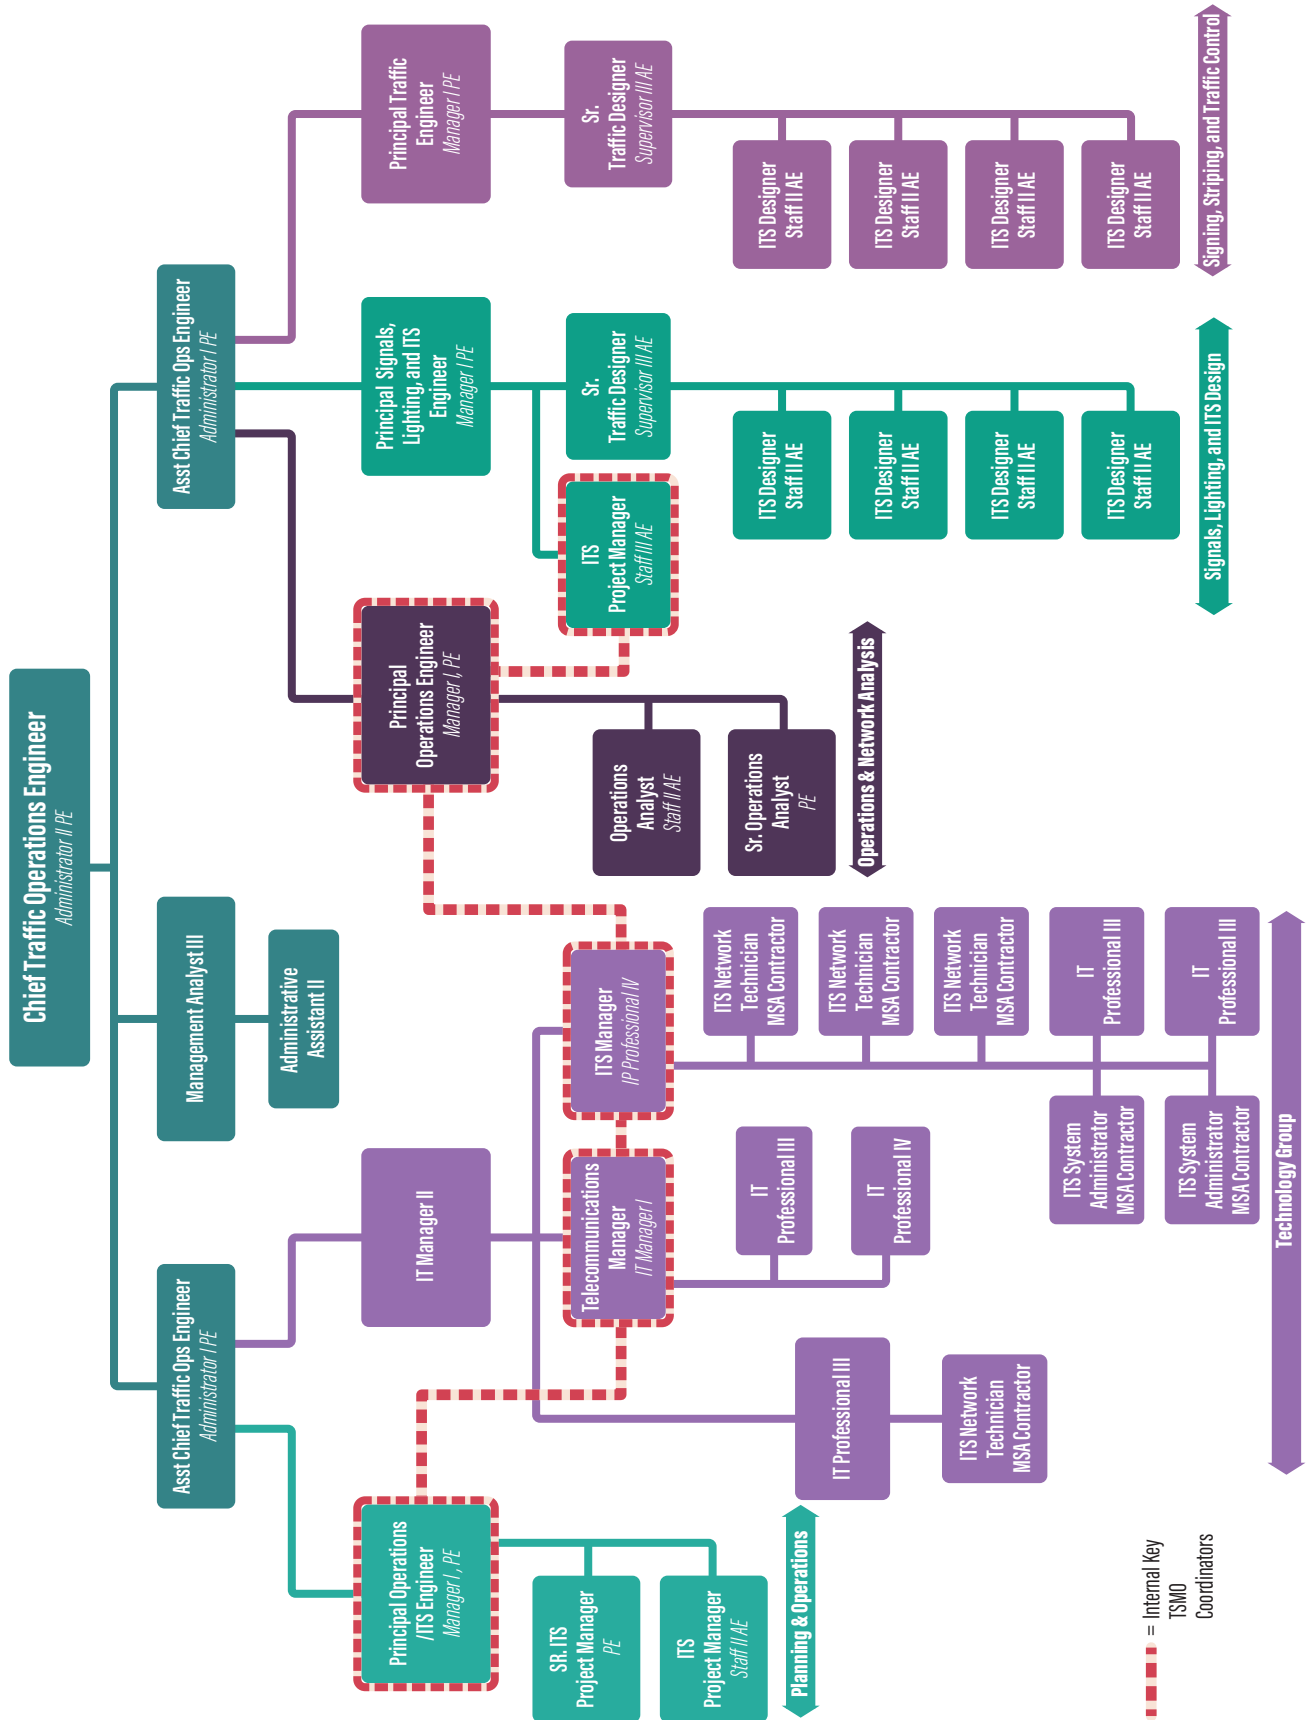 Chief Traffic Operations Engineer
Administrator II PE
Asst Chief Traffic Ops Engineer
Administrator I PE
Management Analyst III
Administrative
Assistant II
Asst Chief Traffic Ops Engineer
Administrator I PE
Principal Operations
/ITS Engineer
Manager I, PE
SR. ITS
Project Manager
PE
ITS
Project Manager
Staff II AE
Planning & Operations
IT Manager II
Telecommunications
Manager
IT Manager I
ITS Manager
IP Professional IV
IT
Professional III
IT
Professional IV
IT Professional III
ITS Network
Technician
MSA Contractor
ITS Network
Technician
MSA Contractor
ITS Network
Technician
MSA Contractor
ITS Network
Technician
MSA Contractor
ITS System
Administrator
MSA Contractor
IT
Professional III
ITS System
Administrator
MSA Contractor
IT
Professional III
Technology Group
Principal
Operations Engineer
Manager I, PE
Operations
Analyst
Staff II AE
Sr. Operations
Analyst
PE
Operations & Network Analysis
Principal Signals,
Lighting, and ITS
Engineer
Manager I PE
ITS
Project Manager
Staff III AE
Sr.
Traffic Designer
Supervisor III AE
ITS Designer
Staff II AE
ITS Designer
Staff II AE
ITS Designer
Staff II AE
ITS Designer
Staff II AE
Signals, Lighting, and ITS Design
Principal Traffic
Engineer
Manager I PE
Sr.
Traffic Designer
Supervisor III AE
ITS Designer
Staff II AE
ITS Designer
Staff II AE
ITS Designer
Staff II AE
ITS Designer
Staff II AE
Signing, Striping, and Traffic Control
= Internal Key
TSMO
Coordinators